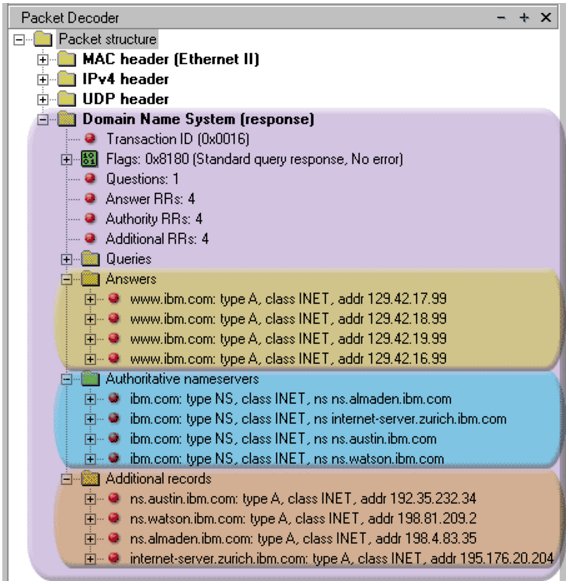 Packet Decoder
Packet structure
MAC header (Ethernet II)
IPv4 header
UDP header
Domain Name System (response)
Transaction ID (0x0016)
Flags: 0x8180 (Standard query response, No error)
Questions: 1
Answer RRs: 4
Authority RRs: 4
Additional RRs: 4
Queries
Answers
www.ibm.com: type A, class INET, addr 129.42.17.99
www.ibm.com: type A, class INET, addr 129.42.18.99
www.ibm.com: type A, class INET, addr 129.42.19.99
www.ibm.com: type A, class INET, addr 129.42.16.99
Authoritative nameservers
ibm.com: type NS, class INET, ns ns.almaden.ibm.com
ibm.com: type NS, class INET, ns internet-server.zurich.ibm.com
ibm.com: type NS, class INET, ns ns.austin.ibm.com
ibm.com: type NS, class INET, ns ns.watson.ibm.com
Additional records
ns.austin.ibm.com: type A, class INET, addr 192.35.232.34
ns.watson.ibm.com: type A, class INET, addr 198.81.209.2
ns.almaden.ibm.com: type A, class INET, addr 198.4.83.35
internet-server.zurich.ibm.com: type A, class INET, addr 195.176.20.204